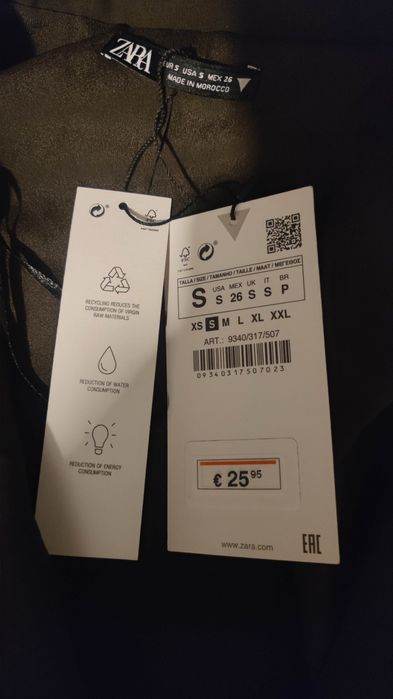 ZARA
EUR S USA S MEX 26
MADE IN MOROCCO
RECYCLING REDUCES THE
CONSUMPTION OF VIRGIN
RAW MATERIALS
REDUCTION OF WATER
CONSUMPTION
REDUCTION OF ENERGY
CONSUMPTION
FSC
TALLA / SIZE / TAMANHO / TAILLE / MAAT / ΜΕΓΕΘΟΣ
S
USA MEX UK IT BR
S 26 S S P
XS S M L XL XXL
ART.: 9340/317/507
09340317507023
€ 25 95
www.zara.com
EAC